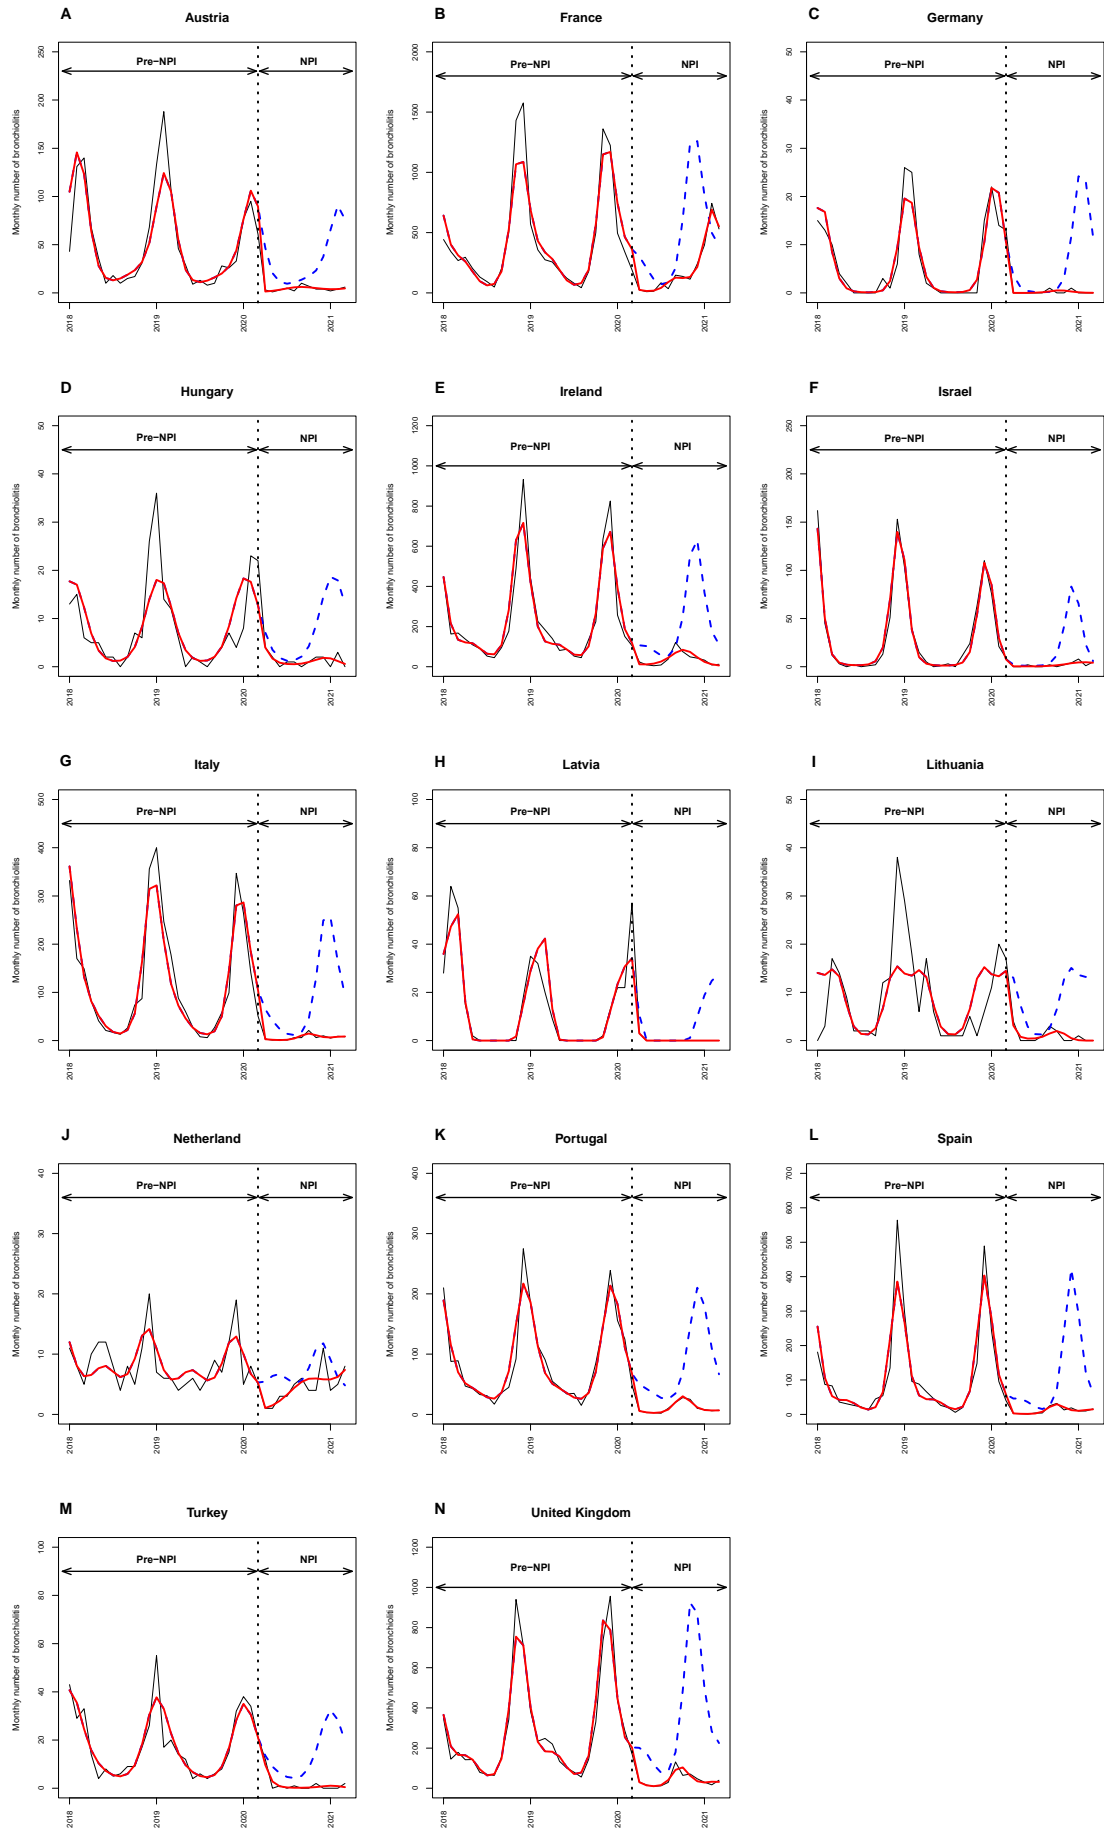 A Austria
B France
C Germany
Pre−NPI NPI
Pre−NPI NPI
Pre−NPI NPI
Monthly number of bronchiolitis
0 50 100 150 200 250
2018 2019 2020 2021
Monthly number of bronchiolitis
0 500 1000 1500 2000
2018 2019 2020 2021
Monthly number of bronchiolitis
0 10 20 30 40 50
2018 2019 2020 2021
D Hungary
E Ireland
F Israel
Pre−NPI NPI
Pre−NPI NPI
Pre−NPI NPI
Monthly number of bronchiolitis
0 10 20 30 40 50
2018 2019 2020 2021
Monthly number of bronchiolitis
0 200 400 600 800 1000 1200
2018 2019 2020 2021
Monthly number of bronchiolitis
0 50 100 150 200 250
2018 2019 2020 2021
G Italy
H Latvia
I Lithuania
Pre−NPI NPI
Pre−NPI NPI
Pre−NPI NPI
Monthly number of bronchiolitis
0 100 200 300 400 500
2018 2019 2020 2021
Monthly number of bronchiolitis
0 20 40 60 80 100
2018 2019 2020 2021
Monthly number of bronchiolitis
0 10 20 30 40 50
2018 2019 2020 2021
J Netherland
K Portugal
L Spain
Pre−NPI NPI
Pre−NPI NPI
Pre−NPI NPI
Monthly number of bronchiolitis
0 10 20 30 40
2018 2019 2020 2021
Monthly number of bronchiolitis
0 100 200 300 400
2018 2019 2020 2021
Monthly number of bronchiolitis
0 100 200 300 400 500 600 700
2018 2019 2020 2021
M Turkey
N United Kingdom
Pre−NPI NPI
Pre−NPI NPI
Monthly number of bronchiolitis
0 20 40 60 80 100
2018 2019 2020 2021
Monthly number of bronchiolitis
0 200 400 600 800 1000 1200
2018 2019 2020 2021